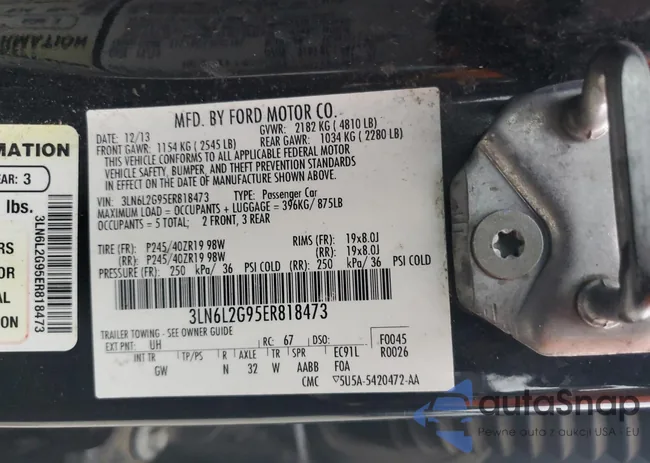 MATION
EAR: 3
lbs.
RS
OR
AL
TION
3LN6L2G95ER818473
MFD. BY FORD MOTOR CO.
DATE: 12/13 GVWR: 2182 KG ( 4810 LB)
FRONT GAWR: 1154 KG ( 2545 LB) REAR GAWR: 1034 KG ( 2280 LB)
THIS VEHICLE CONFORMS TO ALL APPLICABLE FEDERAL MOTOR
VEHICLE SAFETY, BUMPER, AND THEFT PREVENTION STANDARDS
IN EFFECT ON THE DATE OF MANUFACTURE SHOWN ABOVE.
VIN: 3LN6L2G95ER818473 TYPE: Passenger Car
MAXIMUM LOAD = OCCUPANTS + LUGGAGE = 396KG/875LB
OCCUPANTS = 5 TOTAL; 2 FRONT, 3 REAR
TIRE (FR): P245/40ZR19 98W RIMS (FR): 19x8.0J
(RR): P245/40ZR19 98W (RR): 19x8.0J
PRESSURE (FR): 250 kPa/ 36 PSI COLD (RR): 250 kPa/ 36 PSI COLD
3LN6L2G95ER818473
TRAILER TOWING - SEE OWNER GUIDE
EXT PNT: UH RC: 67 DSO: F0045
R0026
INT TR TP/PS R AXLE TR SPR EC91L
GW N 32 W AABB F0A
CMC ▽5U5A-5420472-AA
autoSnap
Pewne auta z aukcji USA - EU